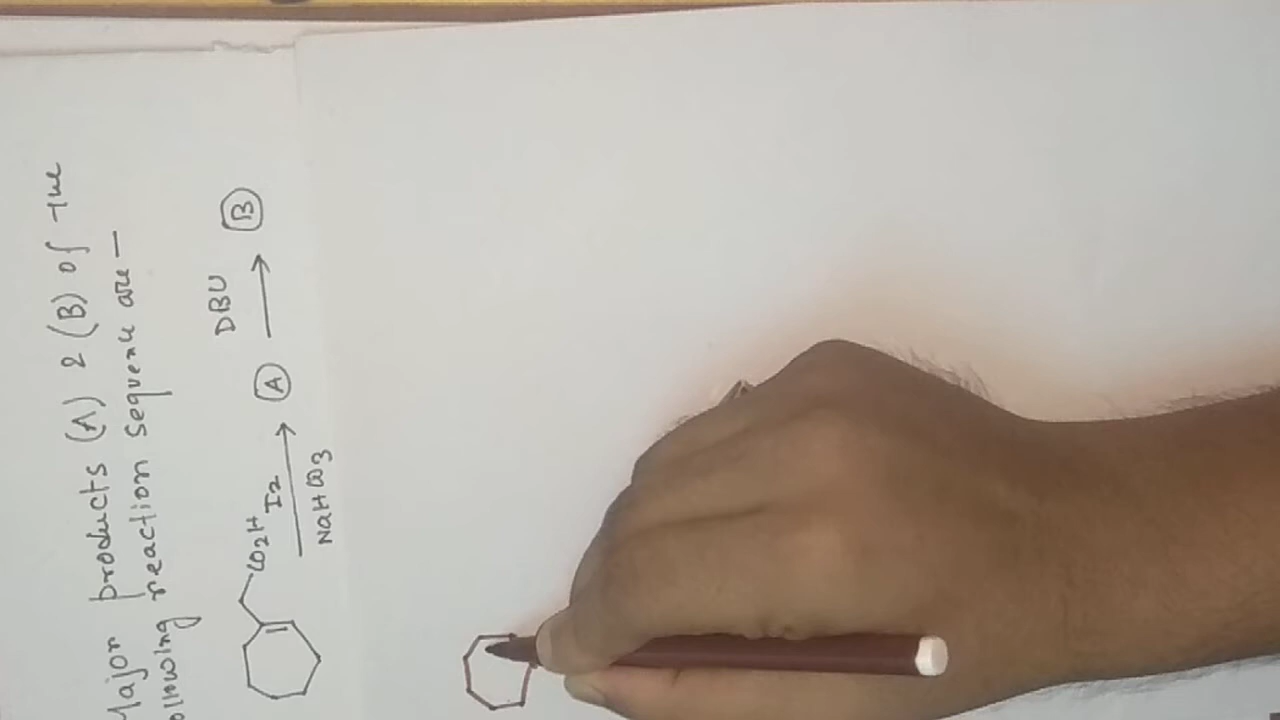 Major products (A) & (B) of the
following reaction sequence are —
CO2H I2 NaHCO3 → (A) DBU → (B)